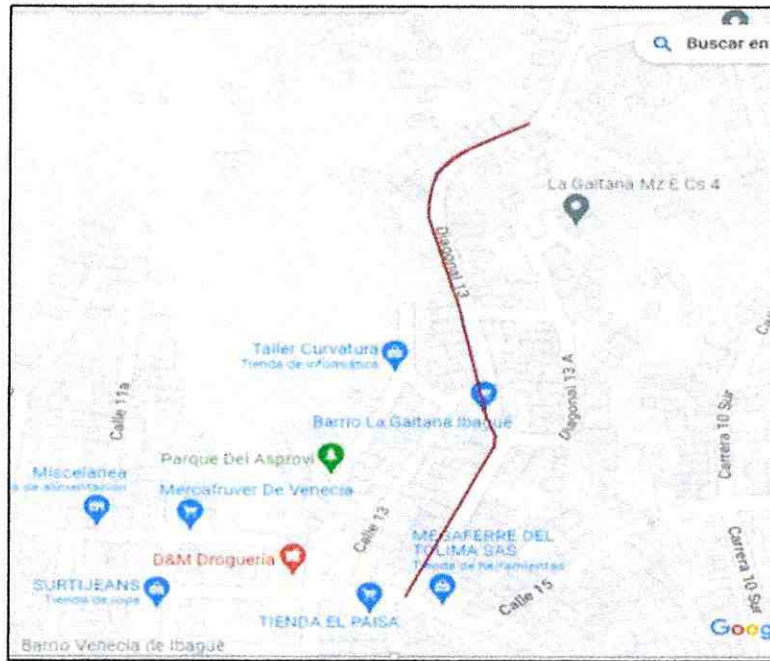 Buscar en
La Gaitana Mz E Cs 4
Diagonal 13
Taller Curvatura
Tienda de informática
Diagonal 13 A
Calle 11a
Barrio La Gaitana Ibagué
Carrera 10 Sur
Parque Del Asprovi
Miscelanea
de alimentación
Mercafruver De Venecia
Calle 13
MEGAFERRE DEL
TOLIMA SAS
Tienda de herramientas
D&M Droguería
SURTIJEANS
Tienda de ropa
TIENDA EL PAISA
Calle 15
Carrera 10 Sur
Goog
Barrio Venecia de Ibagué